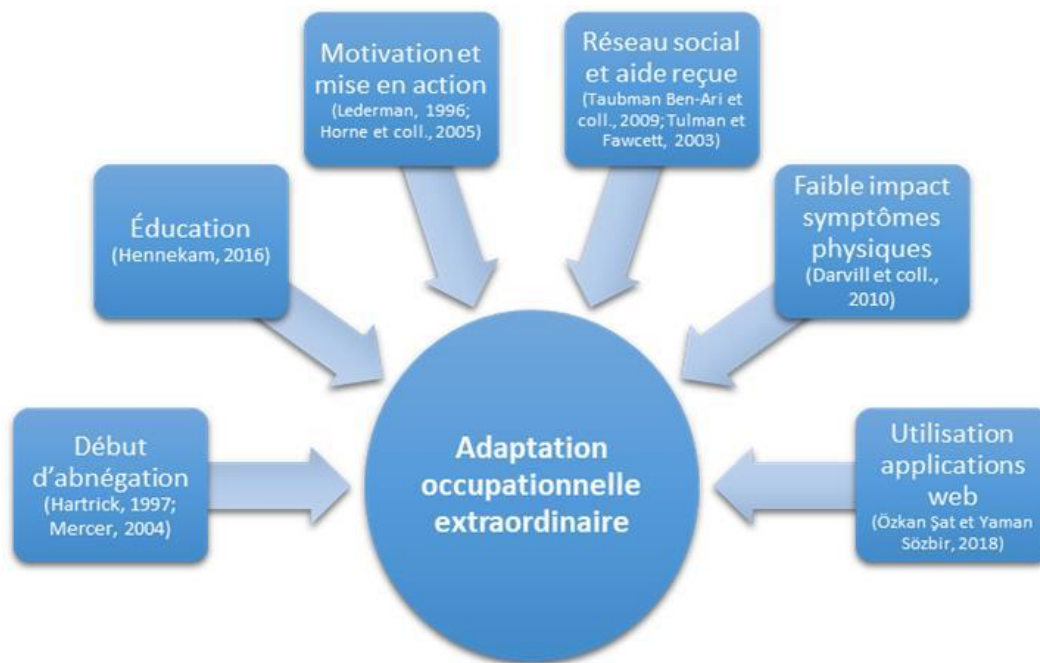 Motivation et
mise en action
(Lederman, 1996;
Horne et coll., 2005)
Réseau social
et aide reçue
(Taubman Ben-Ari et
coll., 2009; Tulman et
Fawcett, 2003)
Éducation
(Hennekam, 2016)
Faible impact
symptômes
physiques
(Darvill et coll.,
2010)
Début
d'abnégation
(Hartrick, 1997;
Mercer, 2004)
Adaptation
occupationnelle
extraordinaire
Utilisation
applications
web
(Özkan Şat et Yaman
Sözbir, 2018)